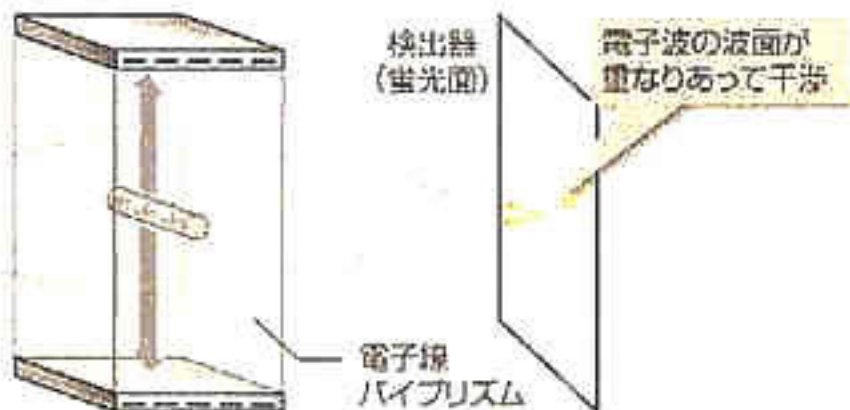 検出器
(蛍光面)
電子波の波面が
重なりあって干渉
電子線
バイプリズム